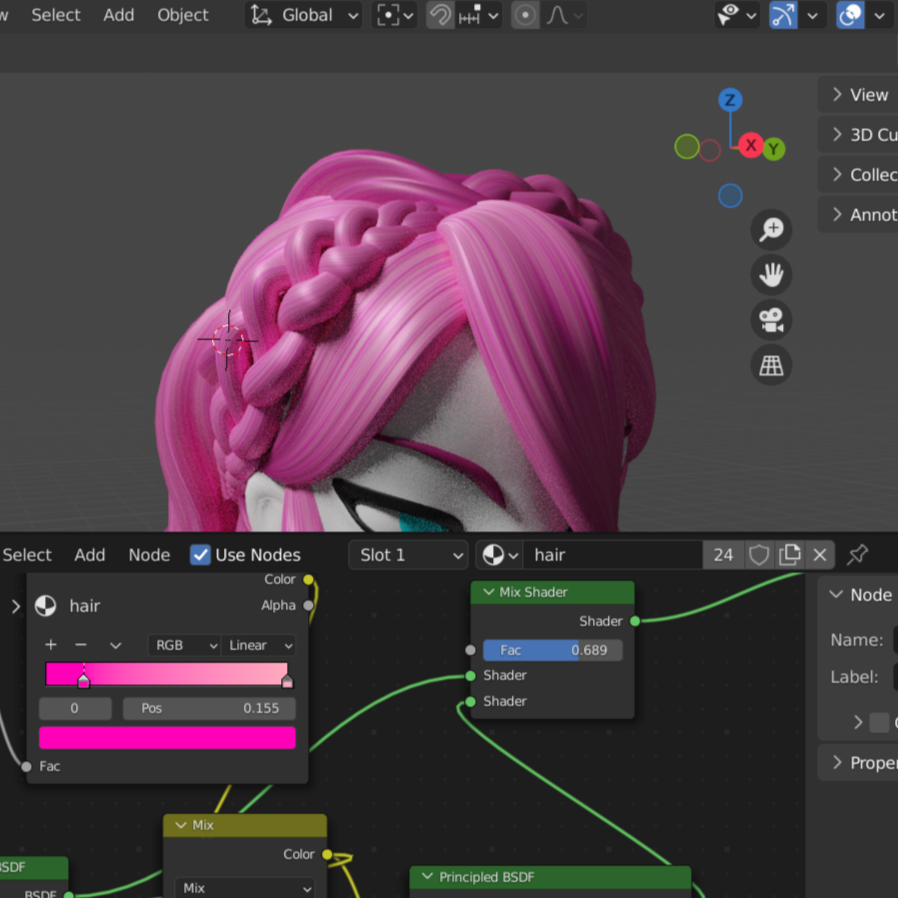 Select Add Object Global
View
3D Cu
Collec
Annot
Z
X Y
Select Add Node Use Nodes Slot 1 hair 24
Color
Alpha
hair
RGB Linear
0 Pos 0.155
Fac
Mix Shader
Shader
Fac 0.689
Shader
Shader
Node
Name:
Label:
Proper
Mix
Color
Mix
BSDF
BSDF
Principled BSDF